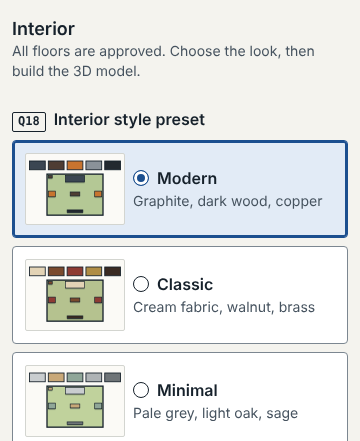 Interior
All floors are approved. Choose the look, then
build the 3D model.
Q18 Interior style preset
Modern
Graphite, dark wood, copper
Classic
Cream fabric, walnut, brass
Minimal
Pale grey, light oak, sage